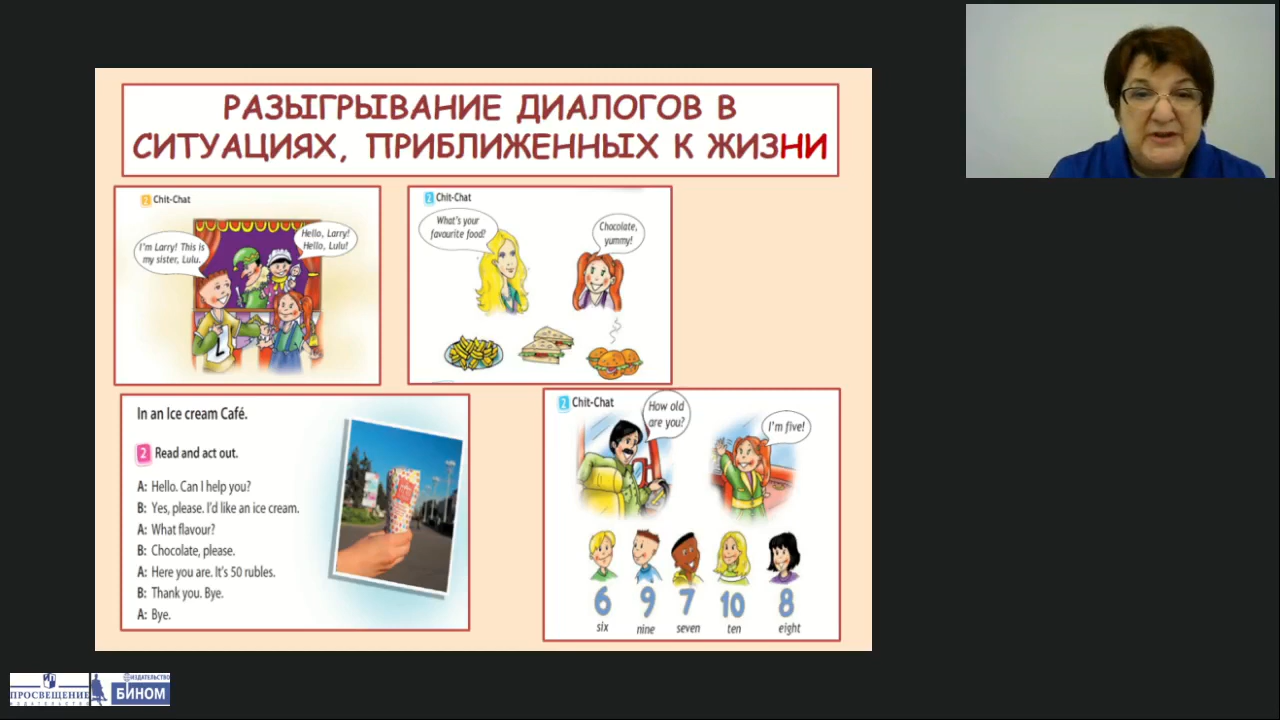 РАЗЫГРЫВАНИЕ ДИАЛОГОВ В
СИТУАЦИЯХ, ПРИБЛИЖЕННЫХ К ЖИЗНИ
2 Chit-Chat
I'm Larry! This is
my sister, Lulu.
Hello, Larry!
Hello, Lulu!
L
2 Chit-Chat
What's your
favourite food?
Chocolate,
yummy!
In an Ice cream Café.
2 Read and act out.
A: Hello. Can I help you?
B: Yes, please. I'd like an ice cream.
A: What flavour?
B: Chocolate, please.
A: Here you are. It's 50 rubles.
B: Thank you. Bye.
A: Bye.
2 Chit-Chat
How old
are you?
I'm five!
6 9 7 10 8
six nine seven ten eight
ПРОСВЕЩЕНИЕ
ИЗДАТЕЛЬСТВО
ИЗДАТЕЛЬСТВО
БИНОМ